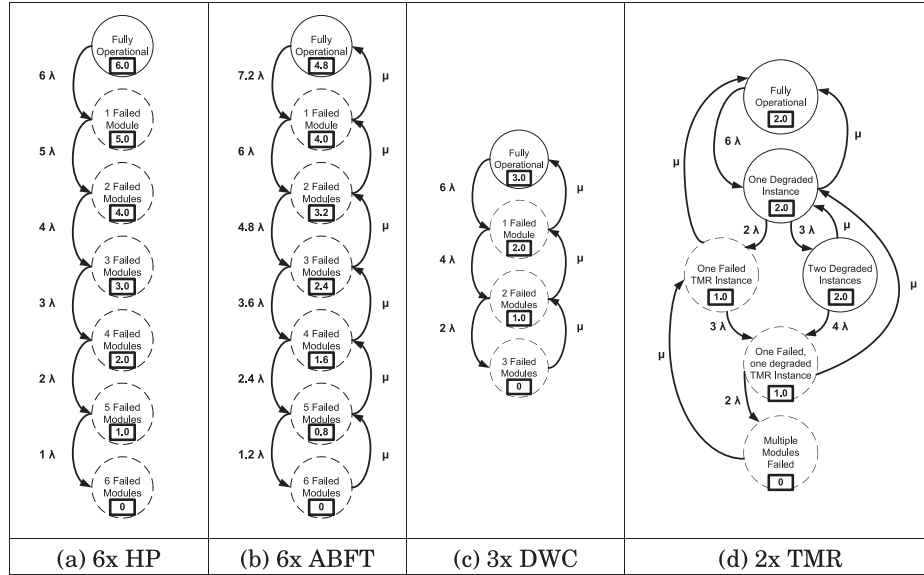 Fully
Operational
6.0
6 λ
1 Failed
Module
5.0
5 λ
2 Failed
Modules
4.0
4 λ
3 Failed
Modules
3.0
3 λ
4 Failed
Modules
2.0
2 λ
5 Failed
Modules
1.0
1 λ
6 Failed
Modules
0
(a) 6x HP
Fully
Operational
4.8
7.2 λ
μ
1 Failed
Module
4.0
6 λ
μ
2 Failed
Modules
3.2
4.8 λ
μ
3 Failed
Modules
2.4
3.6 λ
μ
4 Failed
Modules
1.6
2.4 λ
μ
5 Failed
Modules
0.8
1.2 λ
μ
6 Failed
Modules
0
(b) 6x ABFT
Fully
Operational
3.0
6 λ
μ
1 Failed
Module
2.0
4 λ
μ
2 Failed
Modules
1.0
2 λ
μ
3 Failed
Modules
0
(c) 3x DWC
Fully
Operational
2.0
6 λ
μ
μ
One Degraded
Instance
2.0
2 λ
3 λ
μ
One Failed
TMR Instance
1.0
Two Degraded
Instances
2.0
μ
3 λ
4 λ
One Failed,
one degraded
TMR Instance
1.0
μ
2 λ
Multiple
Modules
Failed
0
(d) 2x TMR